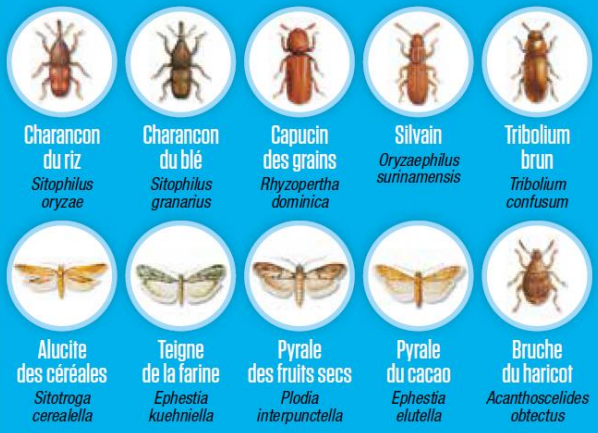 Charancon
du riz
Sitophilus
oryzae
Charancon
du blé
Sitophilus
granarius
Capucin
des grains
Rhyzopertha
dominica
Silvain
Oryzaephilus
surinamensis
Tribolium
brun
Tribolium
confusum
Alucite
des céréales
Sitotroga
cerealella
Teigne
de la farine
Ephestia
kuehniella
Pyrale
des fruits secs
Plodia
interpunctella
Pyrale
du cacao
Ephestia
elutella
Bruche
du haricot
Acanthoscelides
obtectus